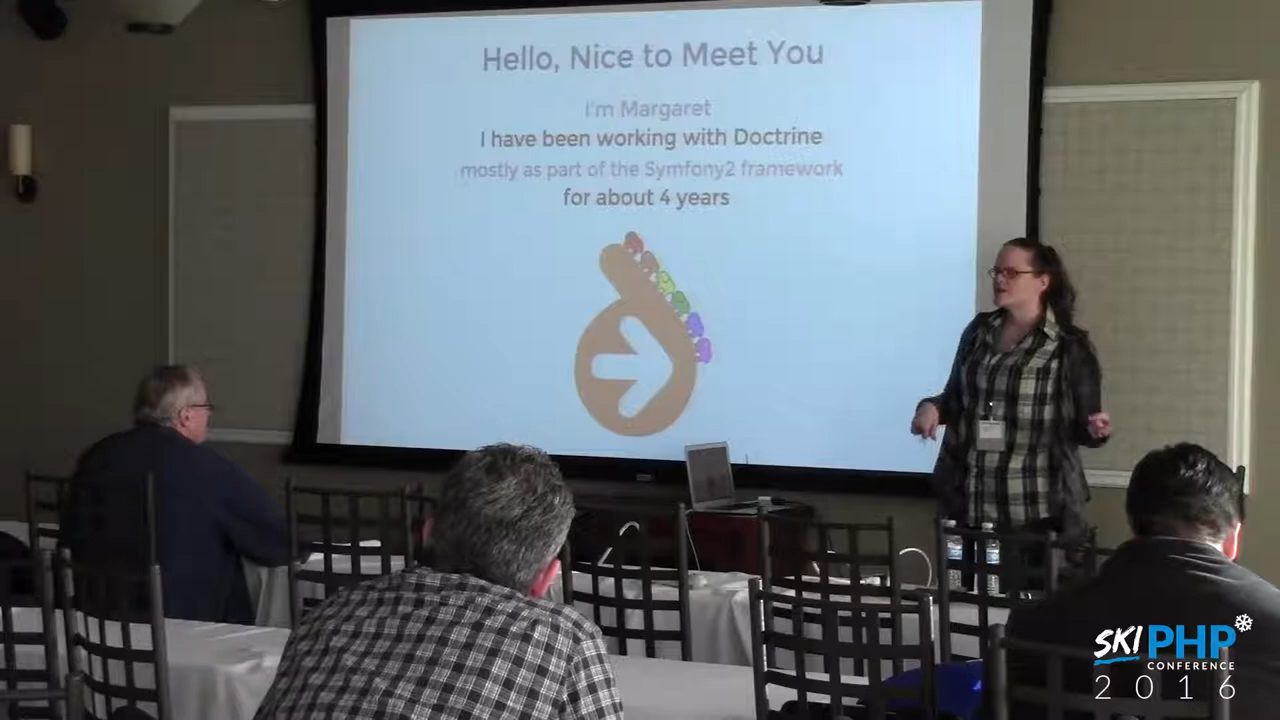 Hello, Nice to Meet You
I'm Margaret
I have been working with Doctrine
mostly as part of the Symfony2 framework
for about 4 years
SKI PHP
CONFERENCE
2016